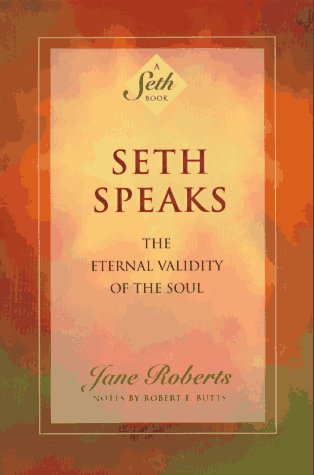 A
Seth
BOOK
SETH
SPEAKS
THE
ETERNAL VALIDITY
OF THE SOUL
Jane Roberts
NOTES BY ROBERT F. BUTTS